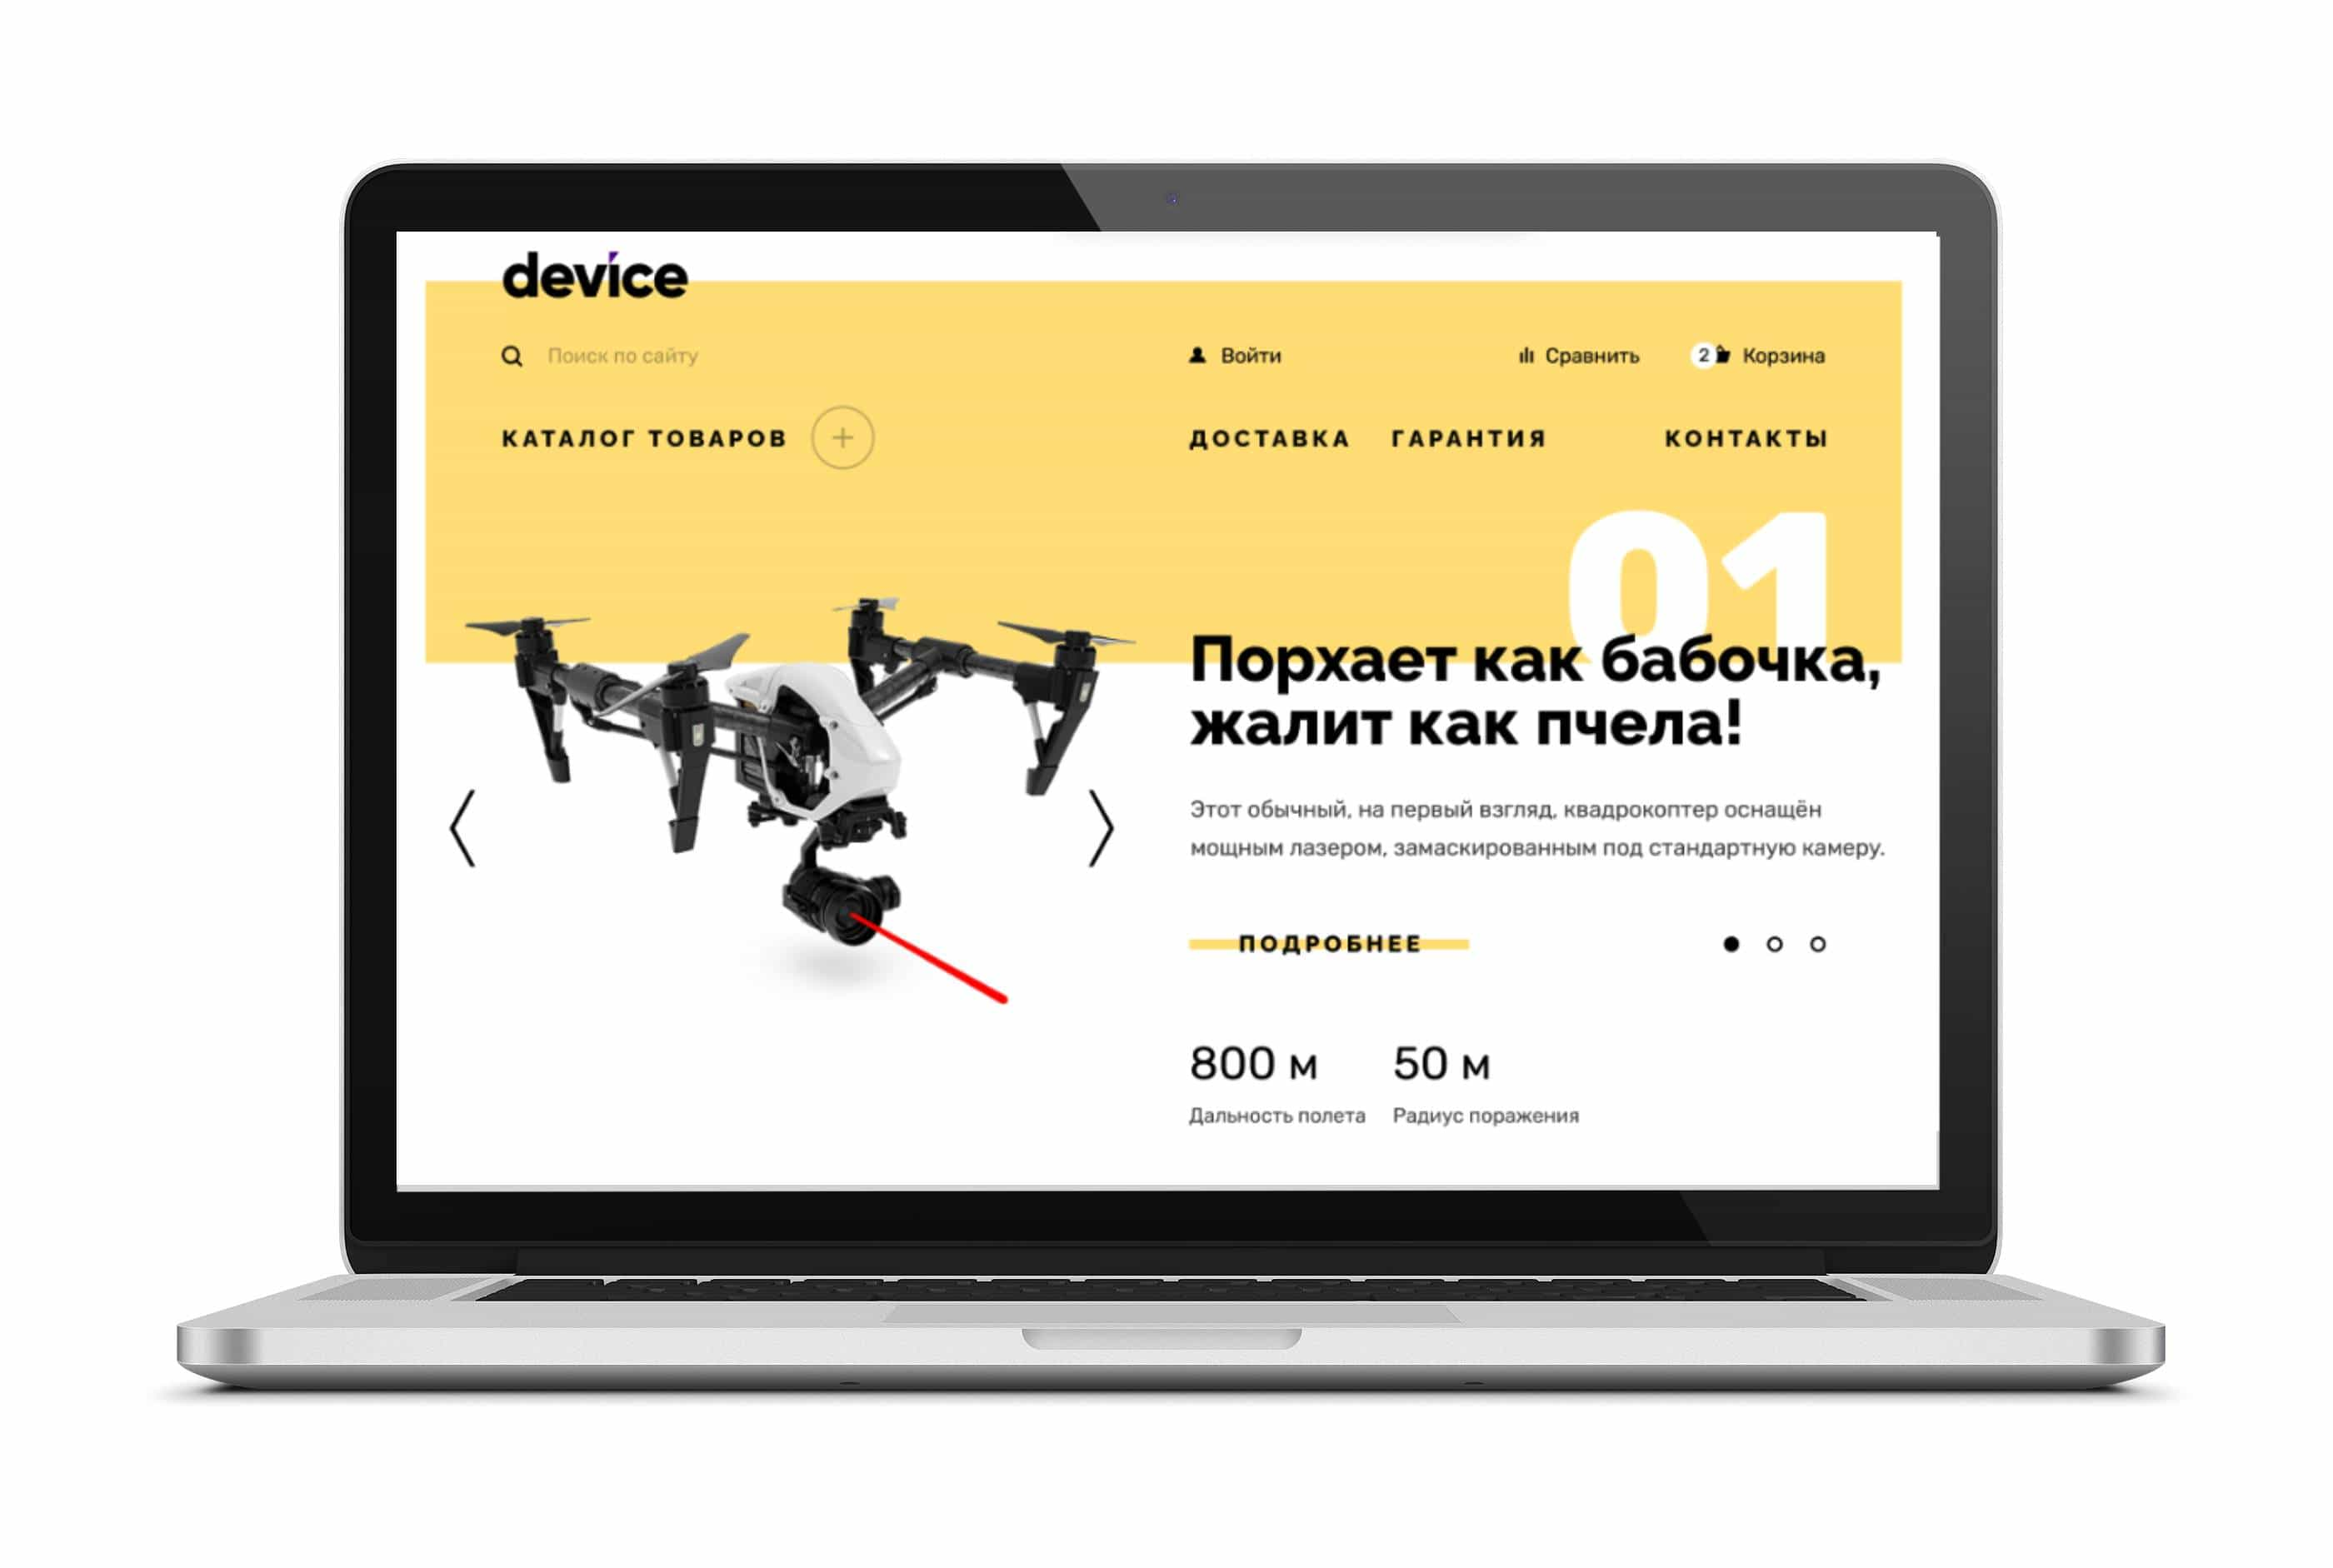 device
Поиск по сайту
Войти
Сравнить
2 Корзина
КАТАЛОГ ТОВАРОВ
ДОСТАВКА ГАРАНТИЯ КОНТАКТЫ
01
Порхает как бабочка,
жалит как пчела!
Этот обычный, на первый взгляд, квадрокоптер оснащён
мощным лазером, замаскированным под стандартную камеру.
ПОДРОБНЕЕ
800 м 50 м
Дальность полета Радиус поражения